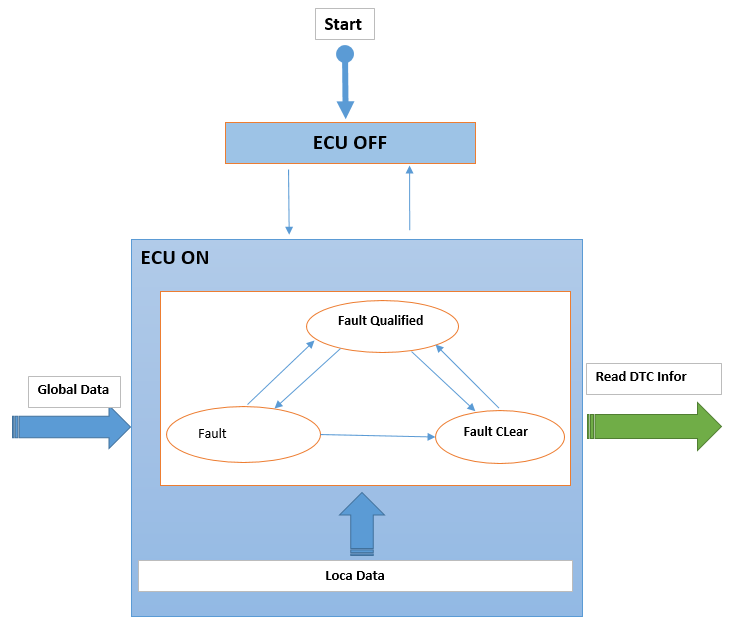 Start
ECU OFF
ECU ON
Fault Qualified
Global Data
Read DTC Infor
Fault
Fault CLear
Loca Data